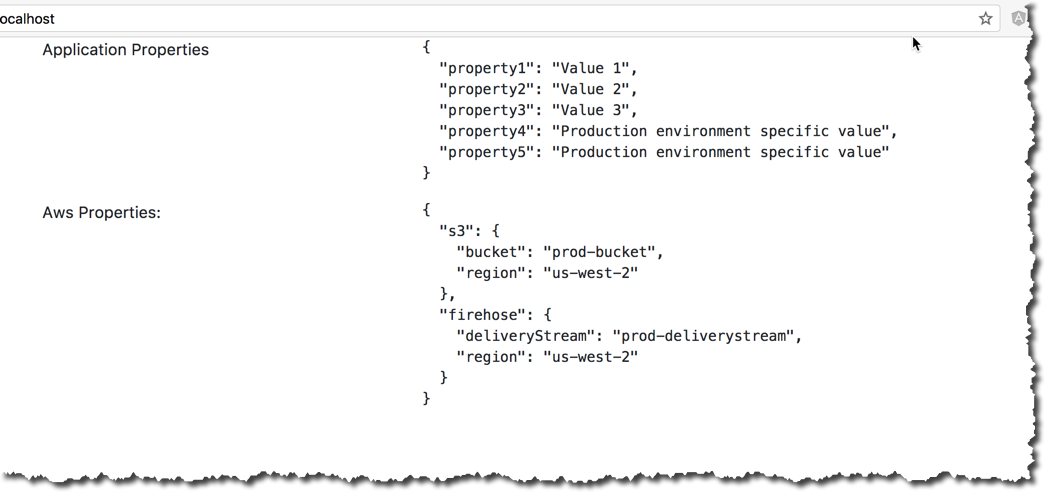 ocalhost
Application Properties
{
"property1": "Value 1",
"property2": "Value 2",
"property3": "Value 3",
"property4": "Production environment specific value",
"property5": "Production environment specific value"
}
Aws Properties:
{
"s3": {
"bucket": "prod-bucket",
"region": "us-west-2"
},
"firehose": {
"deliveryStream": "prod-deliverystream",
"region": "us-west-2"
}
}